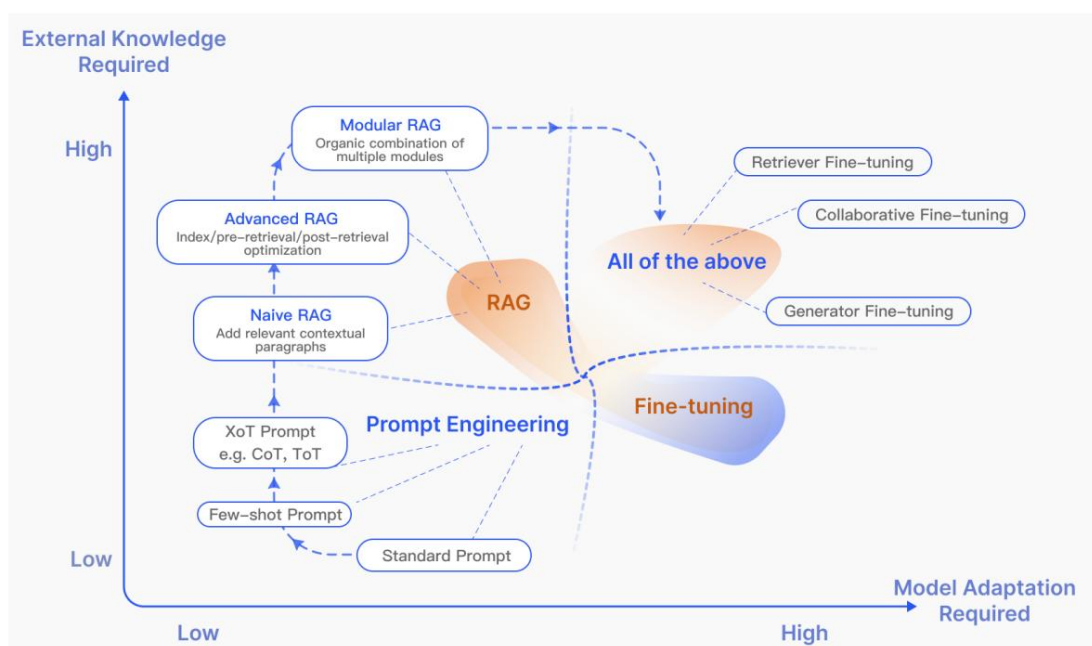 External Knowledge
Required
High
Modular RAG
Organic combination of
multiple modules
Retriever Fine-tuning
Advanced RAG
Index/pre-retrieval/post-retrieval
optimization
Collaborative Fine-tuning
All of the above
RAG
Naive RAG
Add relevant contextual
paragraphs
Generator Fine-tuning
Fine-tuning
Prompt Engineering
XoT Prompt
e.g. CoT, ToT
Few-shot Prompt
Standard Prompt
Low
Model Adaptation
Required
Low
High